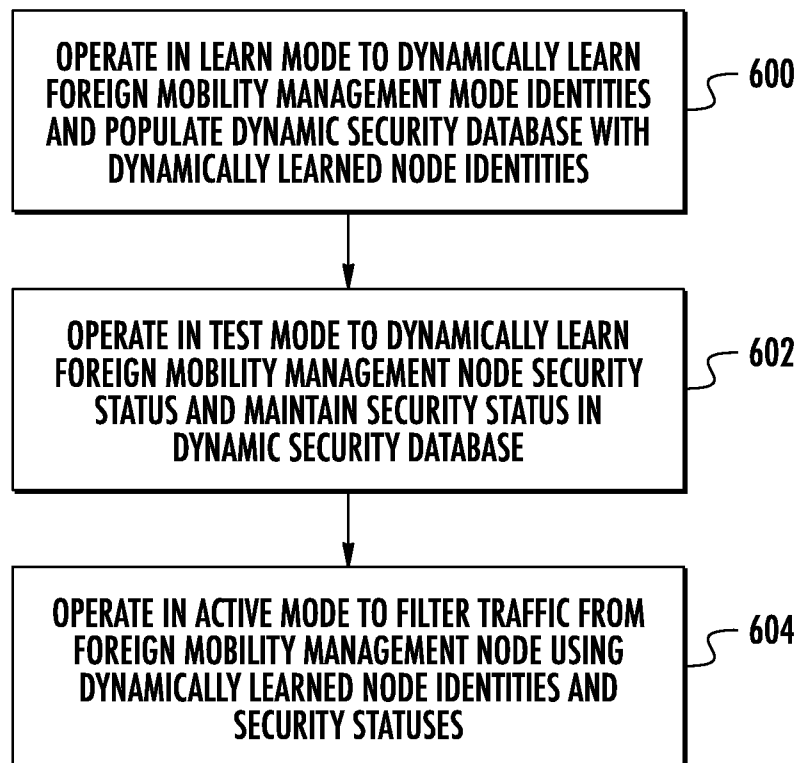 OPERATE IN LEARN MODE TO DYNAMICALLY LEARN
FOREIGN MOBILITY MANAGEMENT MODE IDENTITIES
AND POPULATE DYNAMIC SECURITY DATABASE WITH
DYNAMICALLY LEARNED NODE IDENTITIES
600
OPERATE IN TEST MODE TO DYNAMICALLY LEARN
FOREIGN MOBILITY MANAGEMENT NODE SECURITY
STATUS AND MAINTAIN SECURITY STATUS IN
DYNAMIC SECURITY DATABASE
602
OPERATE IN ACTIVE MODE TO FILTER TRAFFIC FROM
FOREIGN MOBILITY MANAGEMENT NODE USING
DYNAMICALLY LEARNED NODE IDENTITIES AND
SECURITY STATUSES
604